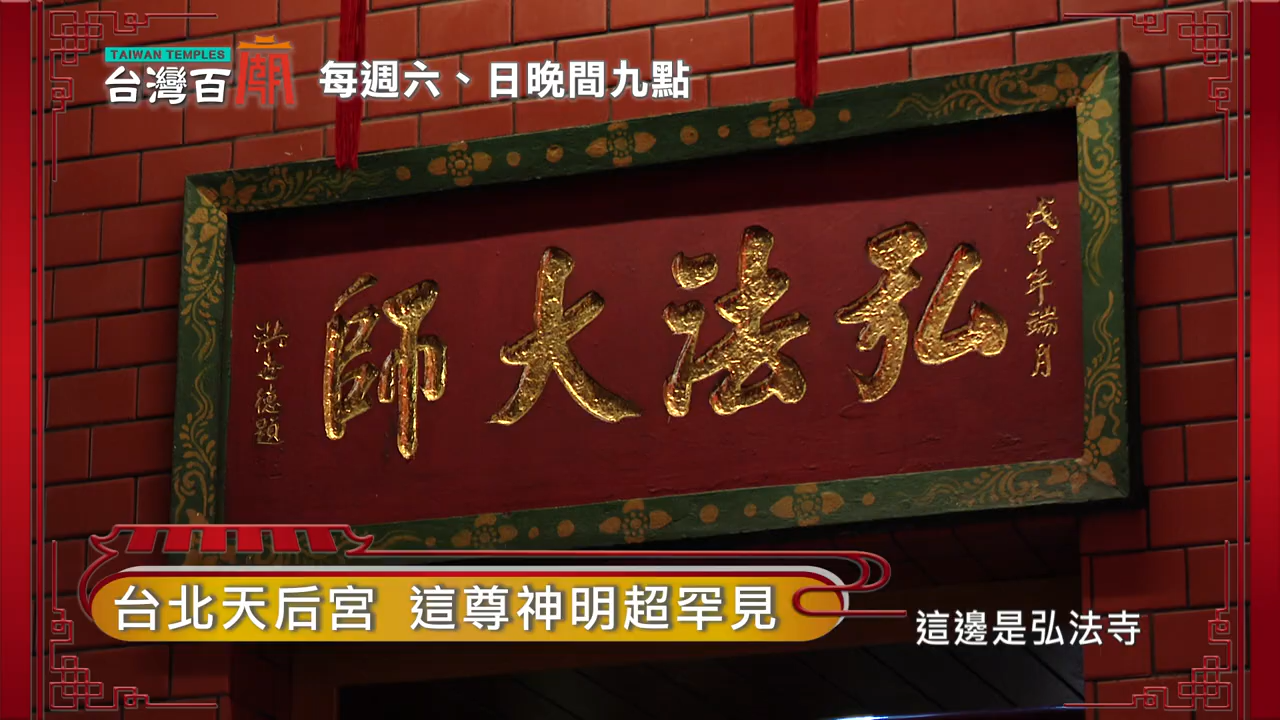 TAIWAN TEMPLES
台灣百廟
每週六、日晚間九點
戊申年端月
弘法大師
洪世德題
台北天后宮 這尊神明超罕見
這邊是弘法寺